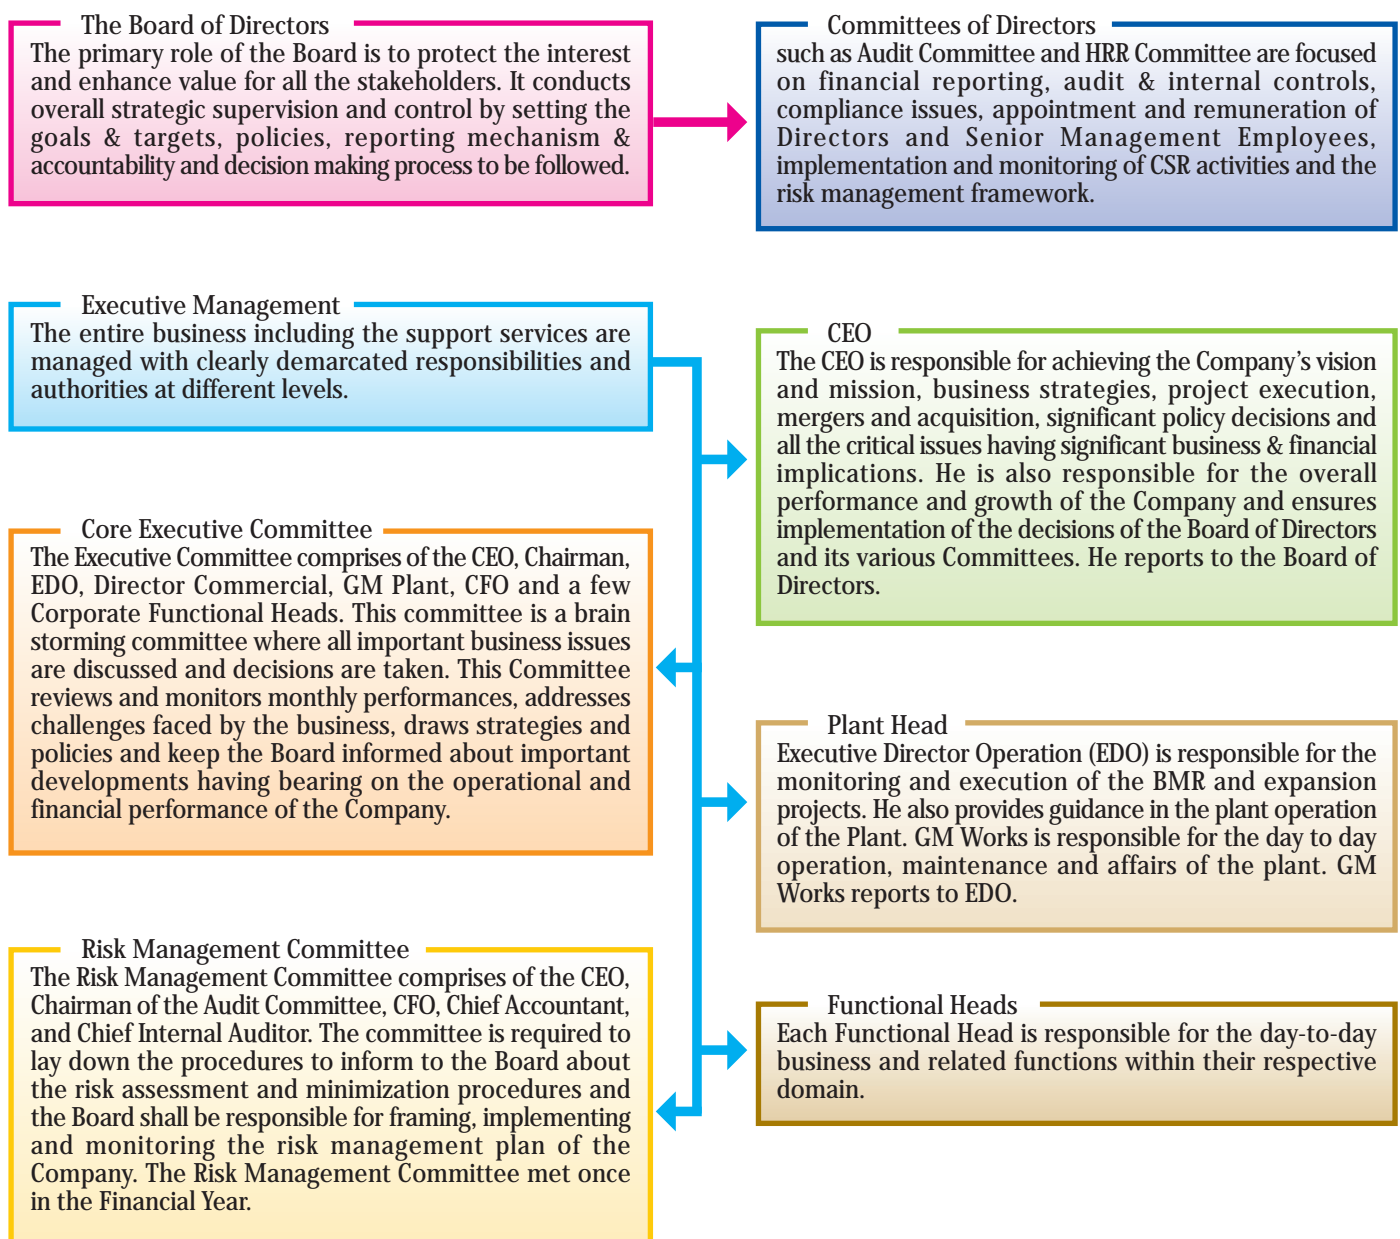 The Board of Directors
The primary role of the Board is to protect the interest
and enhance value for all the stakeholders. It conducts
overall strategic supervision and control by setting the
goals & targets, policies, reporting mechanism &
accountability and decision making process to be followed.
Committees of Directors
such as Audit Committee and HRR Committee are focused
on financial reporting, audit & internal controls,
compliance issues, appointment and remuneration of
Directors and Senior Management Employees,
implementation and monitoring of CSR activities and the
risk management framework.
Executive Management
The entire business including the support services are
managed with clearly demarcated responsibilities and
authorities at different levels.
CEO
The CEO is responsible for achieving the Company’s vision
and mission, business strategies, project execution,
mergers and acquisition, significant policy decisions and
all the critical issues having significant business & financial
implications. He is also responsible for the overall
performance and growth of the Company and ensures
implementation of the decisions of the Board of Directors
and its various Committees. He reports to the Board of
Directors.
Core Executive Committee
The Executive Committee comprises of the CEO, Chairman,
EDO, Director Commercial, GM Plant, CFO and a few
Corporate Functional Heads. This committee is a brain
storming committee where all important business issues
are discussed and decisions are taken. This Committee
reviews and monitors monthly performances, addresses
challenges faced by the business, draws strategies and
policies and keep the Board informed about important
developments having bearing on the operational and
financial performance of the Company.
Plant Head
Executive Director Operation (EDO) is responsible for the
monitoring and execution of the BMR and expansion
projects. He also provides guidance in the plant operation
of the Plant. GM Works is responsible for the day to day
operation, maintenance and affairs of the plant. GM
Works reports to EDO.
Risk Management Committee
The Risk Management Committee comprises of the CEO,
Chairman of the Audit Committee, CFO, Chief Accountant,
and Chief Internal Auditor. The committee is required to
lay down the procedures to inform to the Board about
the risk assessment and minimization procedures and
the Board shall be responsible for framing, implementing
and monitoring the risk management plan of the
Company. The Risk Management Committee met once
in the Financial Year.
Functional Heads
Each Functional Head is responsible for the day-to-day
business and related functions within their respective
domain.